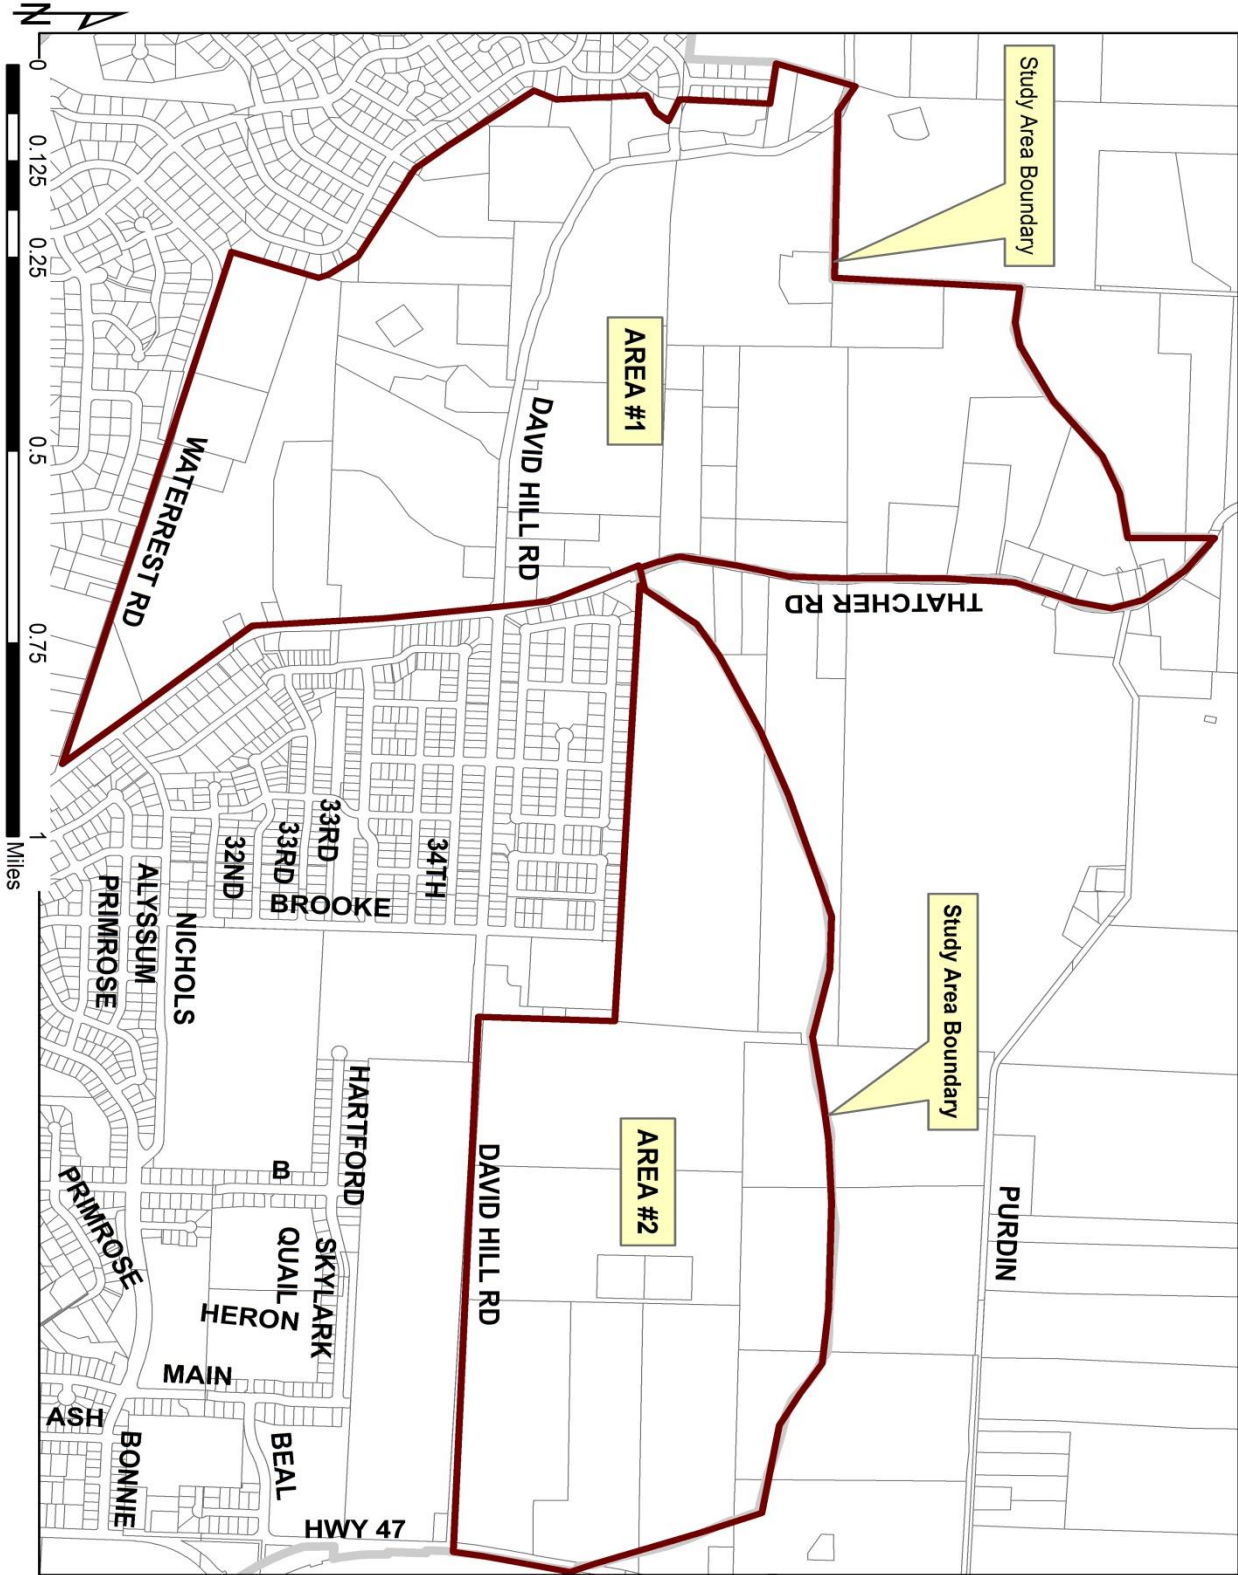 N
Study Area Boundary
AREA #1
DAVID HILL RD
WATERREST RD
THATCHER RD
Study Area Boundary
AREA #2
PURDIN
DAVID HILL RD
34TH
33RD
33RD
32ND
BROOKE
NICHOLS
ALYSSUM
PRIMROSE
HARTFORD
B
SKYLARK
QUAIL
HERON
PRIMROSE
MAIN
ASH
BONNIE
BEAL
HWY 47
0 0.125 0.25 0.5 0.75 1
Miles